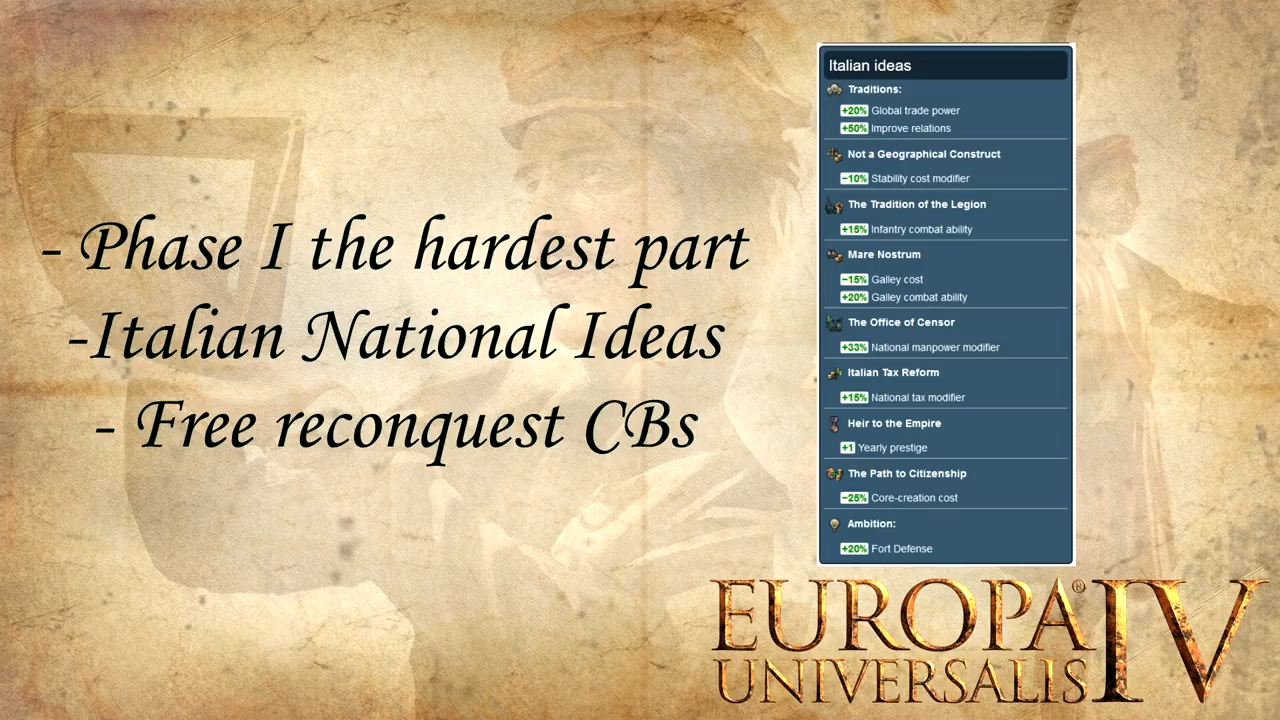 - Phase I the hardest part
-Italian National Ideas
- Free reconquest CBs
Italian ideas
Traditions:
+20% Global trade power
+50% Improve relations
Not a Geographical Construct
−10% Stability cost modifier
The Tradition of the Legion
+15% Infantry combat ability
Mare Nostrum
−15% Galley cost
+20% Galley combat ability
The Office of Censor
+33% National manpower modifier
Italian Tax Reform
+15% National tax modifier
Heir to the Empire
+1 Yearly prestige
The Path to Citizenship
−25% Core-creation cost
Ambition:
+20% Fort Defense
EUROPA® IV
UNIVERSALIS